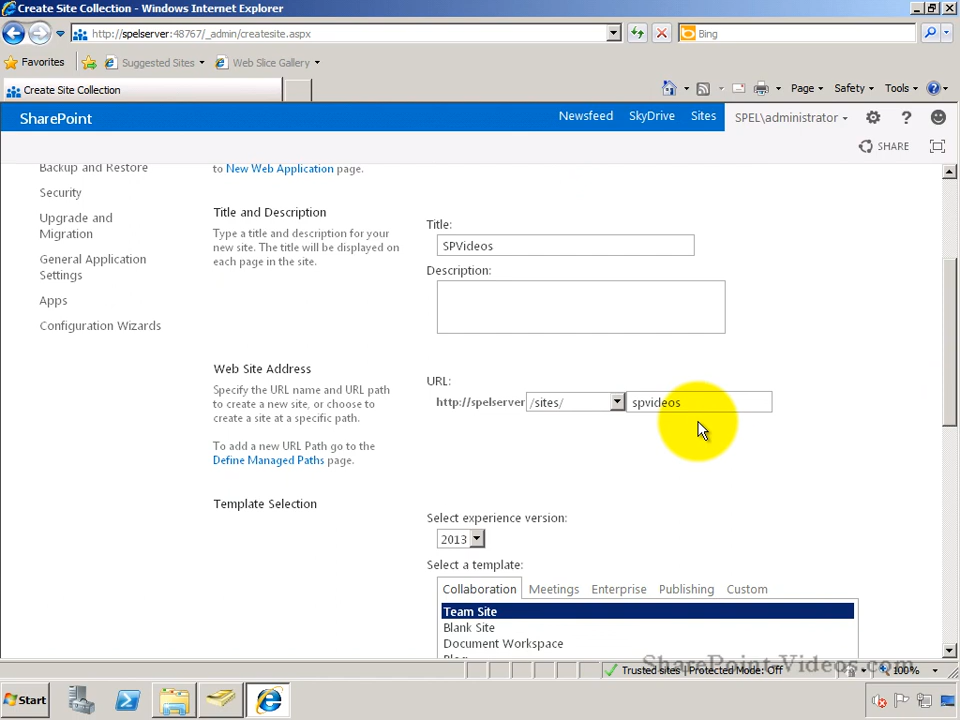 Create Site Collection - Windows Internet Explorer
http://spelserver:48767/_admin/createsite.aspx
Bing
Favorites
Suggested Sites
Web Slice Gallery
Create Site Collection
Page
Safety
Tools
SharePoint
Newsfeed
SkyDrive
Sites
SPEL\administrator
SHARE
Backup and Restore
Security
Upgrade and
Migration
General Application
Settings
Apps
Configuration Wizards
to New Web Application page.
Title and Description
Type a title and description for your
new site. The title will be displayed on
each page in the site.
Title:
SPVideos
Description:
Web Site Address
Specify the URL name and URL path
to create a new site, or choose to
create a site at a specific path.
To add a new URL Path go to the
Define Managed Paths page.
URL:
http://spelserver /sites/ spvideos
Template Selection
Select experience version:
2013
Select a template:
Collaboration Meetings Enterprise Publishing Custom
Team Site
Blank Site
Document Workspace
Blog
SharePoint-Videos.com
Trusted sites | Protected Mode: Off
100%
Start